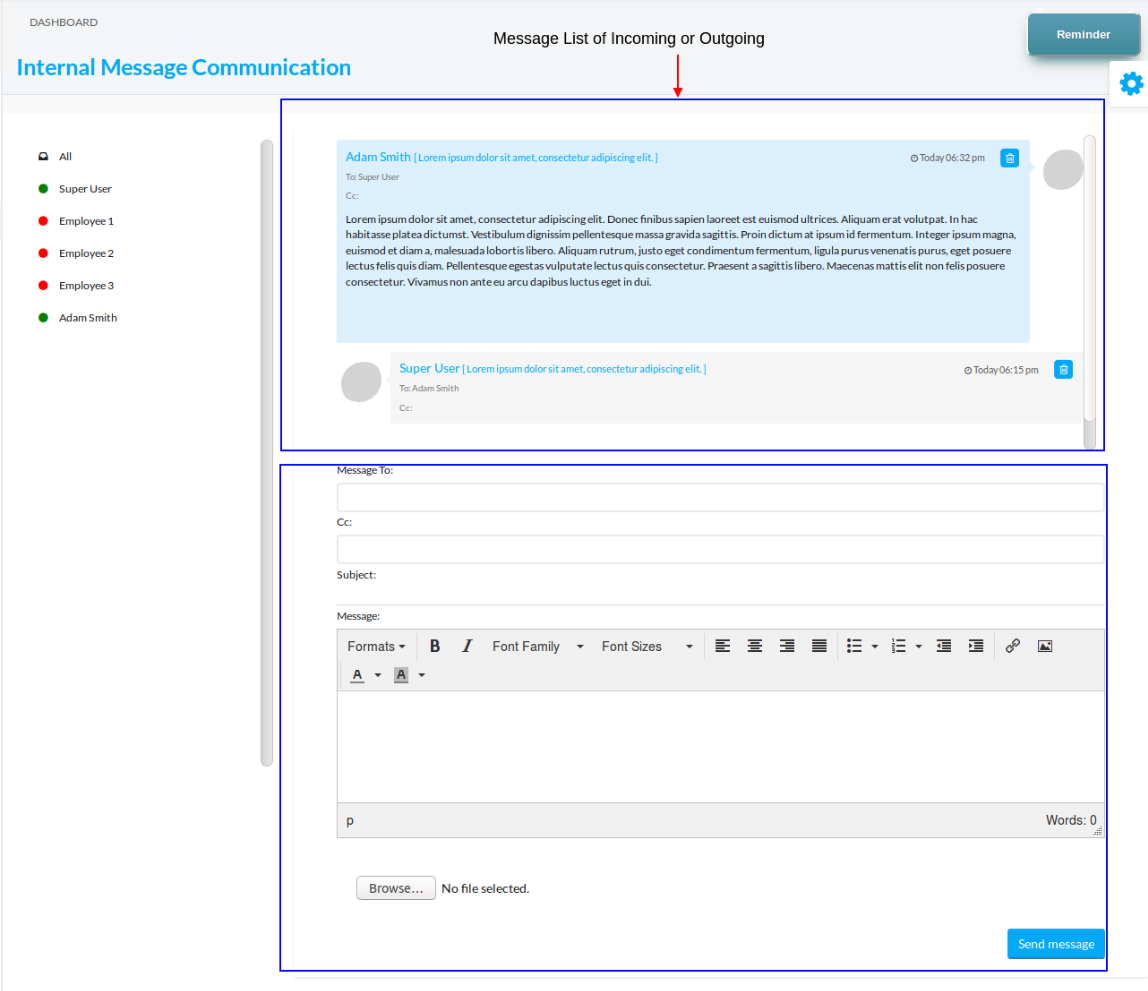 DASHBOARD
Message List of Incoming or Outgoing
Reminder
Internal Message Communication
All
Super User
Employee 1
Employee 2
Employee 3
Adam Smith
Adam Smith [ Lorem ipsum dolor sit amet, consectetur adipiscing elit. ] Today 06:32 pm
To: Super User
Cc:
Lorem ipsum dolor sit amet, consectetur adipiscing elit. Donec finibus sapien laoreet est euismod ultrices. Aliquam erat volutpat. In hac
habitasse platea dictumst. Vestibulum dignissim pellentesque massa gravida sagittis. Proin dictum at ipsum id fermentum. Integer ipsum magna,
euismod et diam a, malesuada lobortis libero. Aliquam rutrum, justo eget condimentum fermentum, ligula purus venenatis purus, eget posuere
lectus felis quis diam. Pellentesque egestas vulputate lectus quis consectetur. Praesent a sagittis libero. Maecenas mattis elit non felis posuere
consectetur. Vivamus non ante eu arcu dapibus luctus eget in dui.
Super User [ Lorem ipsum dolor sit amet, consectetur adipiscing elit. ] Today 06:15 pm
To: Adam Smith
Cc:
Message To:
Cc:
Subject:
Message:
Formats B I Font Family Font Sizes
A A
p Words: 0
Browse... No file selected.
Send message